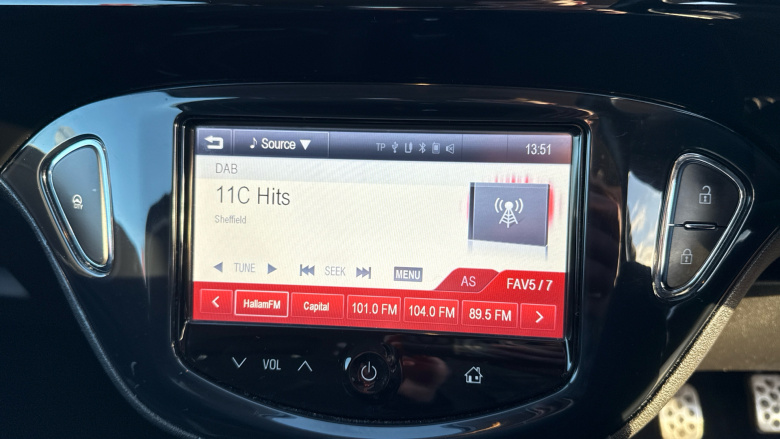 Source
TP
13:51
DAB
11C Hits
Sheffield
TUNE
SEEK
MENU
AS
FAV5 / 7
HallamFM
Capital
101.0 FM
104.0 FM
89.5 FM
VOL
CITY